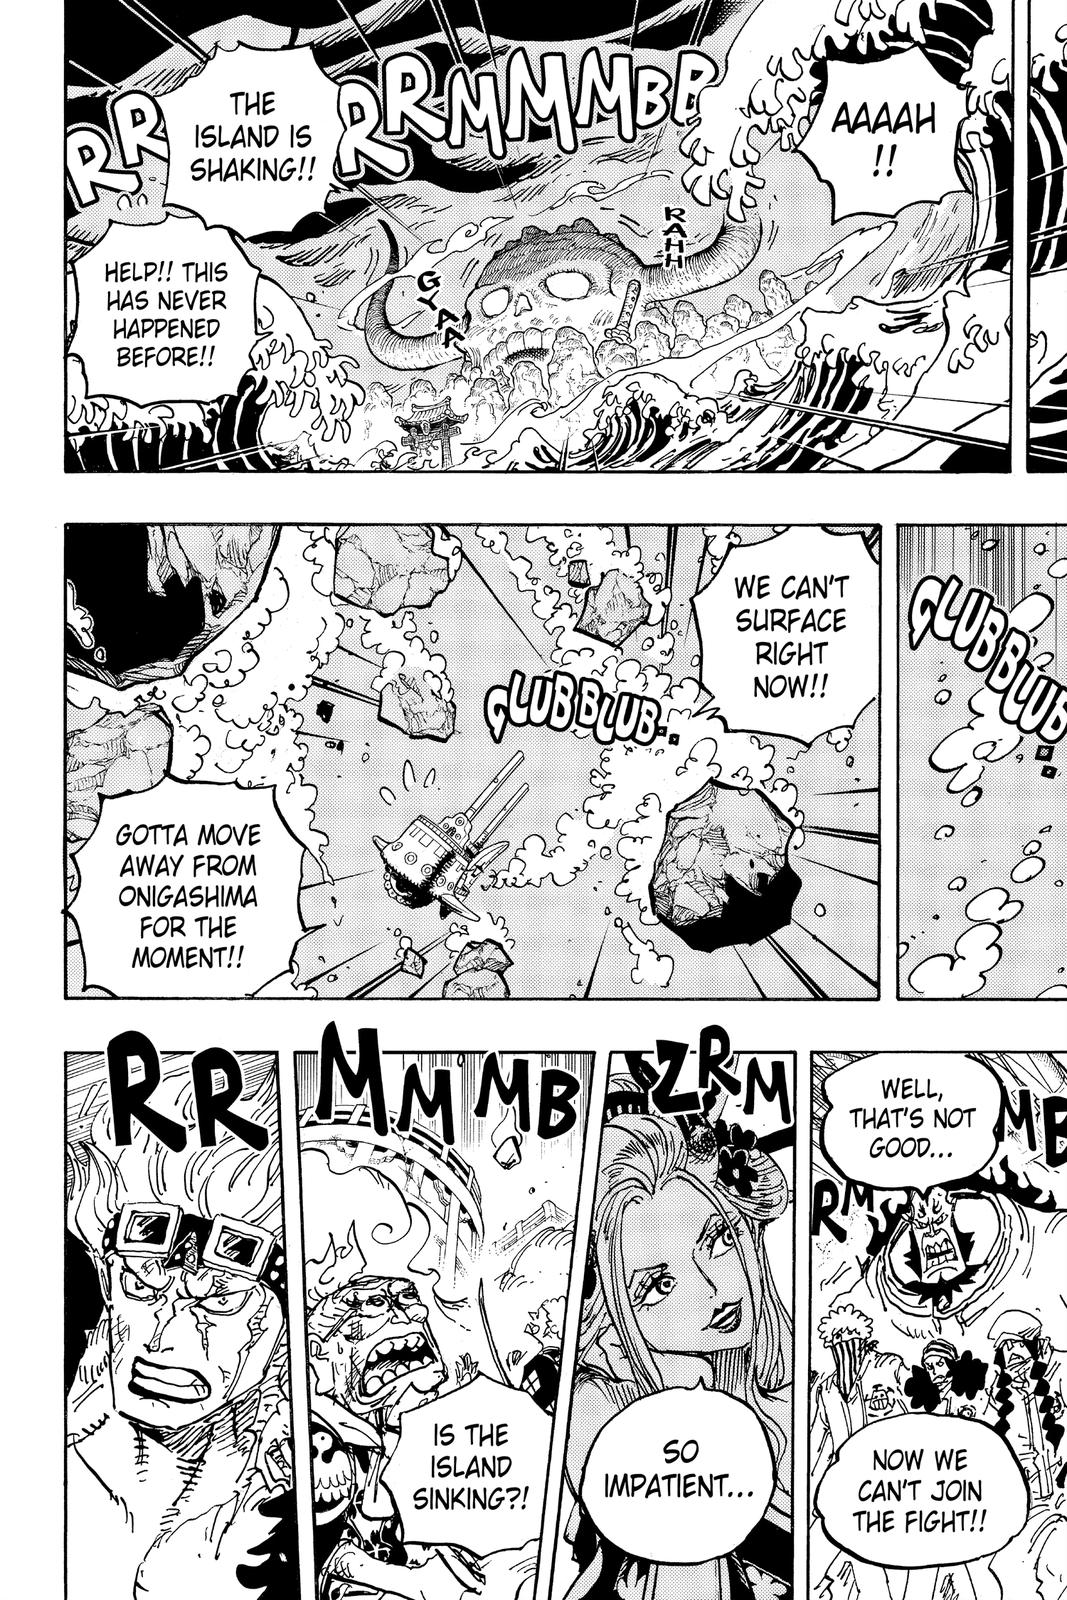 AAAAH
!!
RRRRMMMMBB
THE
ISLAND IS
SHAKING!!
RAHH
GYAA
HELP!! THIS
HAS NEVER
HAPPENED
BEFORE!!
GLUB BLUB
WE CAN'T
SURFACE
RIGHT
NOW!!
GLUB BLUB..
GOTTA MOVE
AWAY FROM
ONIGASHIMA
FOR THE
MOMENT!!
WELL,
THAT'S NOT
GOOD...
MB
RM
NOW WE
CAN'T JOIN
THE FIGHT!!
ZRM
SO
IMPATIENT...
MMMB
IS THE
ISLAND
SINKING?!
RR